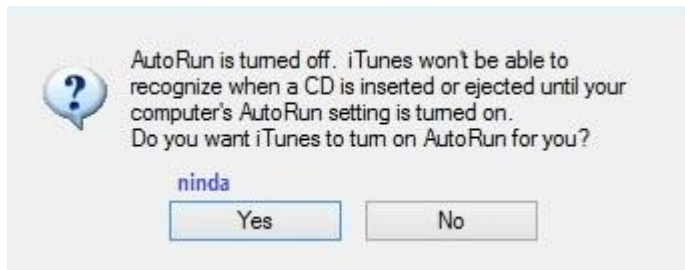 AutoRun is turned off.  iTunes won't be able to
recognize when a CD is inserted or ejected until your
computer's AutoRun setting is turned on.
Do you want iTunes to turn on AutoRun for you?
ninda
Yes No